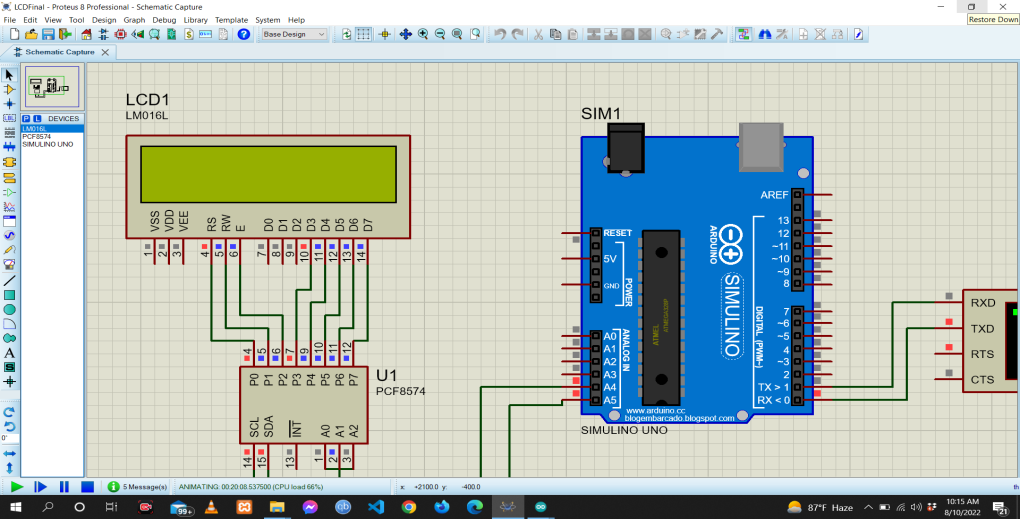 LCDFinal - Proteus 8 Professional - Schematic Capture
File Edit View Tool Design Graph Debug Library Template System Help
Base Design
Restore Down
Schematic Capture
P L DEVICES
LM016L
PCF8574
SIMULINO UNO
LBL
A
S
0°
LCD1
LM016L
VSS VDD VEE RS RW E D0 D1 D2 D3 D4 D5 D6 D7
1 2 3 4 5 6 7 8 9 10 11 12 13 14
4 5 6 7 9 10 11 12
P0 P1 P2 P3 P4 P5 P6 P7
U1
PCF8574
SCL SDA INT A0 A1 A2
14 15 13 1 2 3
SIM1
AREF
13
12
~11
~10
~9
8
7
~6
~5
4
~3
2
TX > 1
RX < 0
DIGITAL (PWM~)
RESET
5V
GND
POWER
A0
A1
A2
A3
A4
A5
ANALOG IN
ARDUINO
SIMULINO
ATMEL
ATMEGA328P
www.arduino.cc
blogembarcado.blogspot.com
SIMULINO UNO
RXD
TXD
RTS
CTS
5 Message(s)
ANIMATING: 00:20:08.537500 (CPU load 66%)
x: +2100.0 y: -400.0
th
99+
87°F Haze
10:15 AM
8/10/2022
21